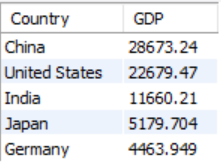 Country GDP
China 28673.24
United States 22679.47
India 11660.21
Japan 5179.704
Germany 4463.949